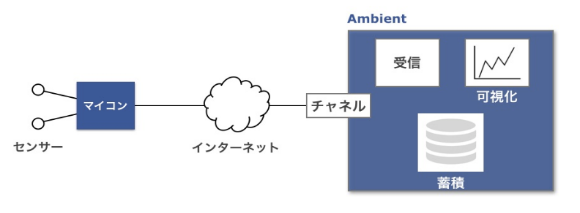 Ambient
受信
可視化
マイコン
チャネル
センサー
インターネット
蓄積